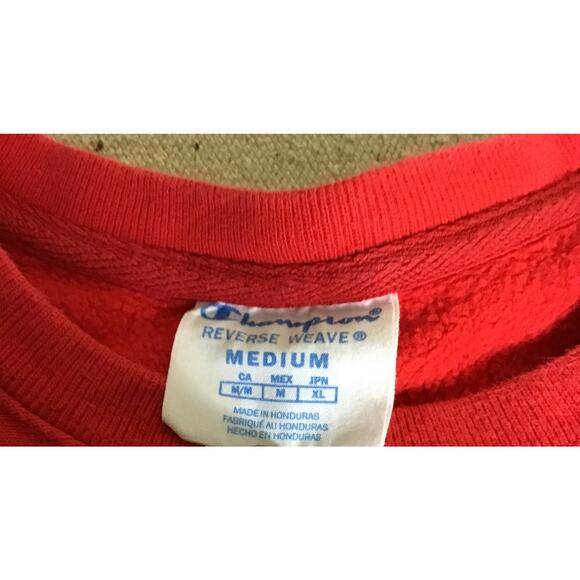 Champion®
REVERSE WEAVE®
MEDIUM
CA MEX JPN
M/M M XL
MADE IN HONDURAS
FABRIQUÉ AU HONDURAS
HECHO EN HONDURAS